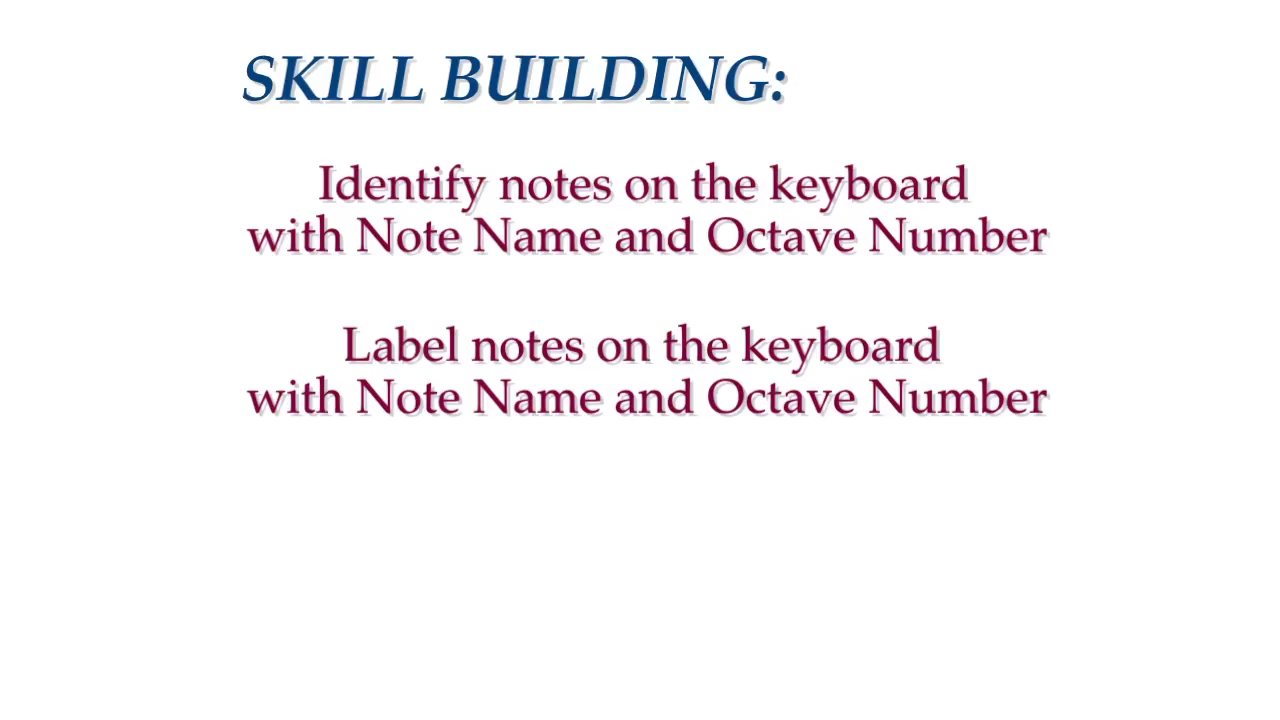 SKILL BUILDING:
Identify notes on the keyboard
with Note Name and Octave Number
Label notes on the keyboard
with Note Name and Octave Number